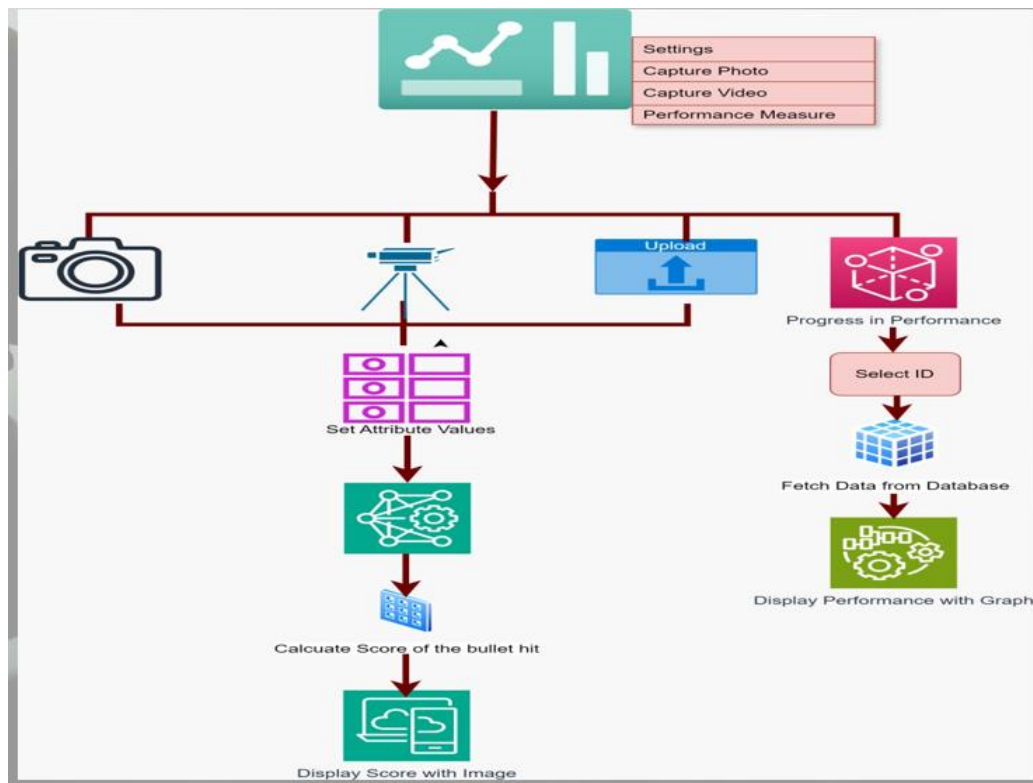 Settings
Capture Photo
Capture Video
Performance Measure
Upload
Progress in Performance
Select ID
Set Attribute Values
Fetch Data from Database
Display Performance with Graph
Calcuate Score of the bullet hit
Display Score with Image